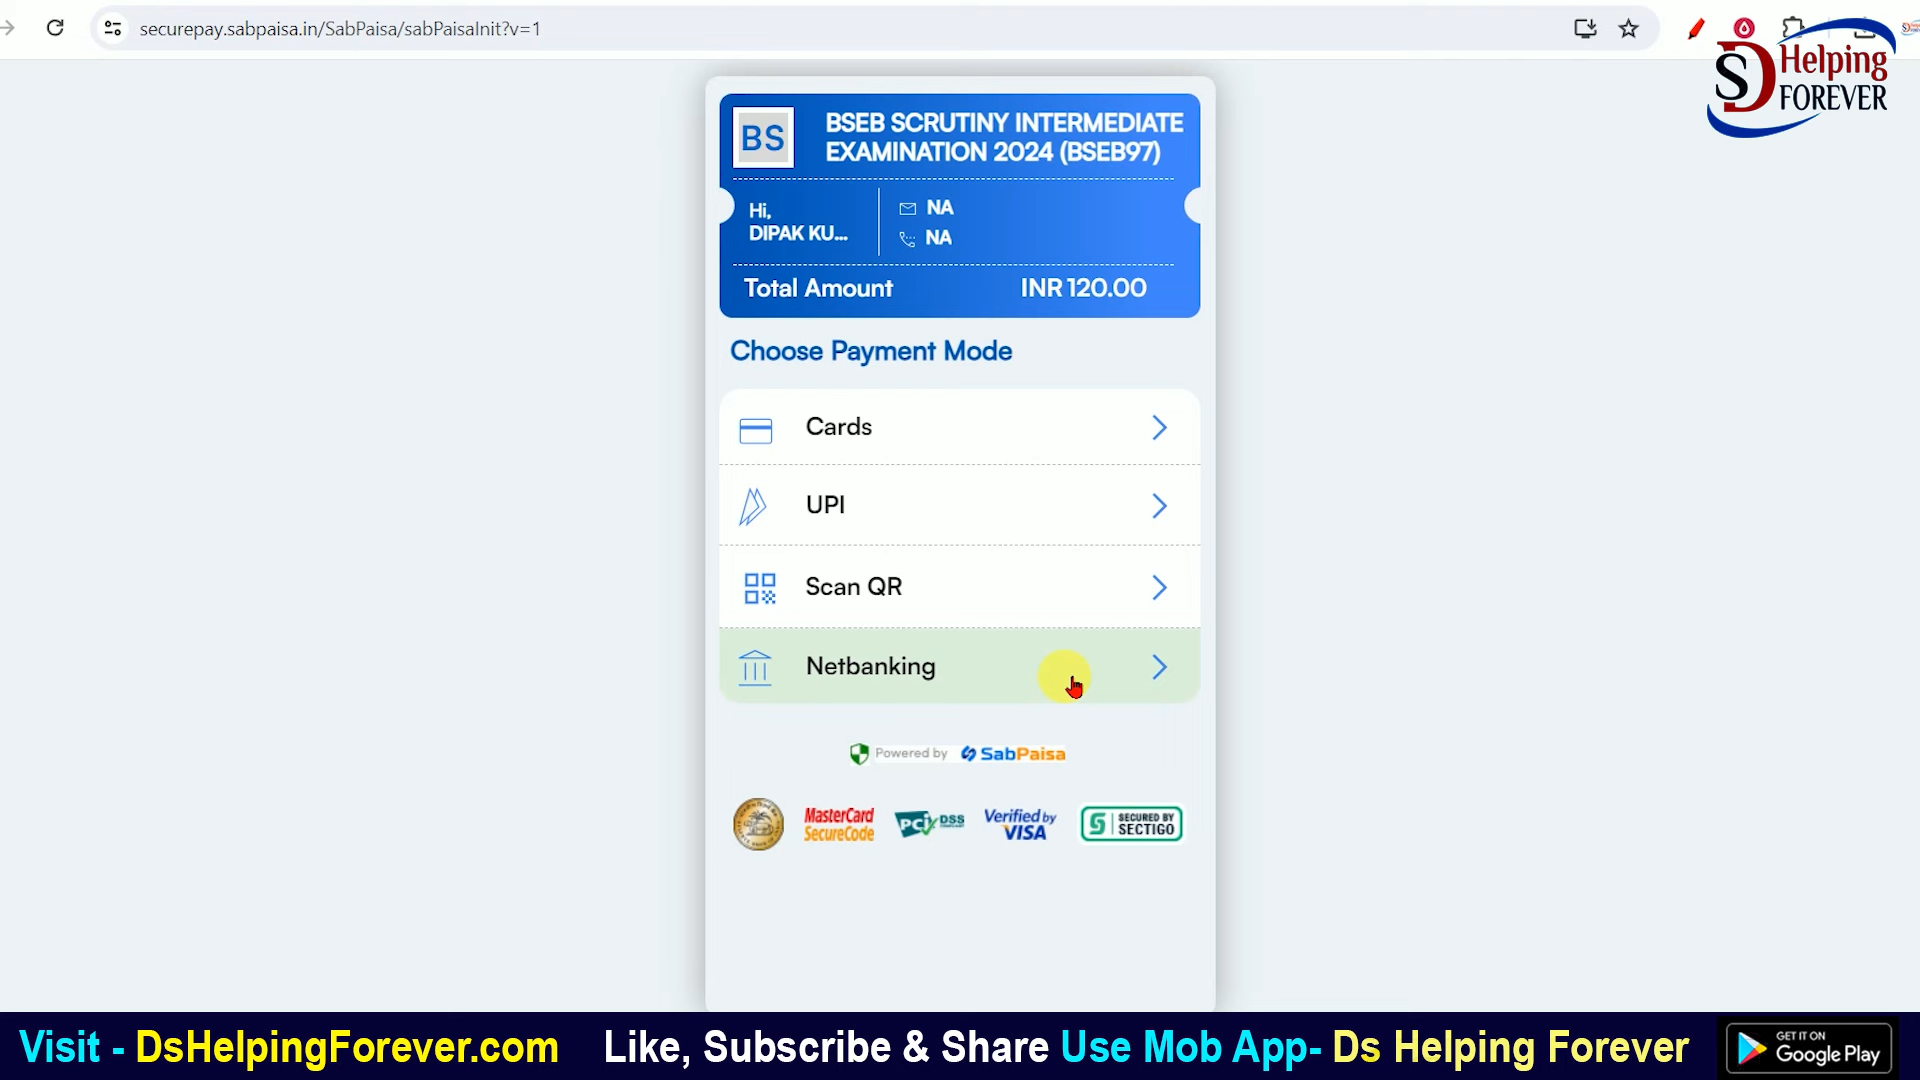 securepay.sabpaisa.in/SabPaisa/sabPaisaInit?v=1
SD Helping
FOREVER
BS
BSEB SCRUTINY INTERMEDIATE
EXAMINATION 2024 (BSEB97)
Hi,
DIPAK KU...
NA
NA
Total Amount INR 120.00
Choose Payment Mode
Cards
UPI
Scan QR
Netbanking
Powered by SabPaisa
MasterCard
SecureCode
PCI DSS
Verified by
VISA
SECURED BY
SECTIGO
Visit - DsHelpingForever.com Like, Subscribe & Share Use Mob App- Ds Helping Forever
GET IT ON
Google Play